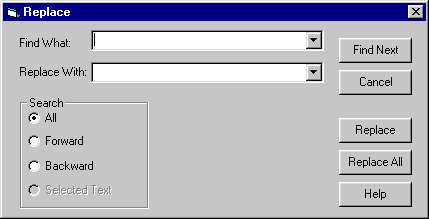 Replace
Find What:
Find Next
Replace With:
Cancel
Search
All
Forward
Replace
Backward
Replace All
Selected Text
Help